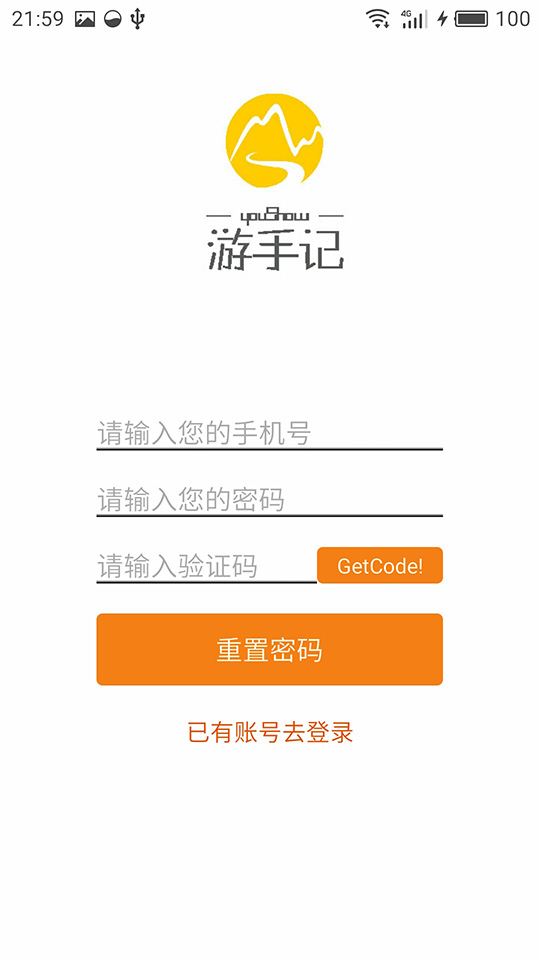 21:59 4G 100
youShow
游手记
请输入您的手机号
请输入您的密码
请输入验证码 GetCode!
重置密码
已有账号去登录